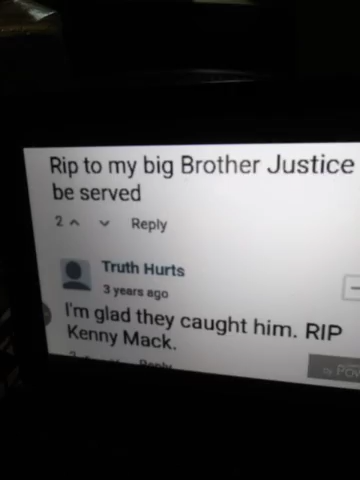 Rip to my big Brother Justice
be served
2 Reply
Truth Hurts
3 years ago
I'm glad they caught him. RIP
Kenny Mack.
Reply